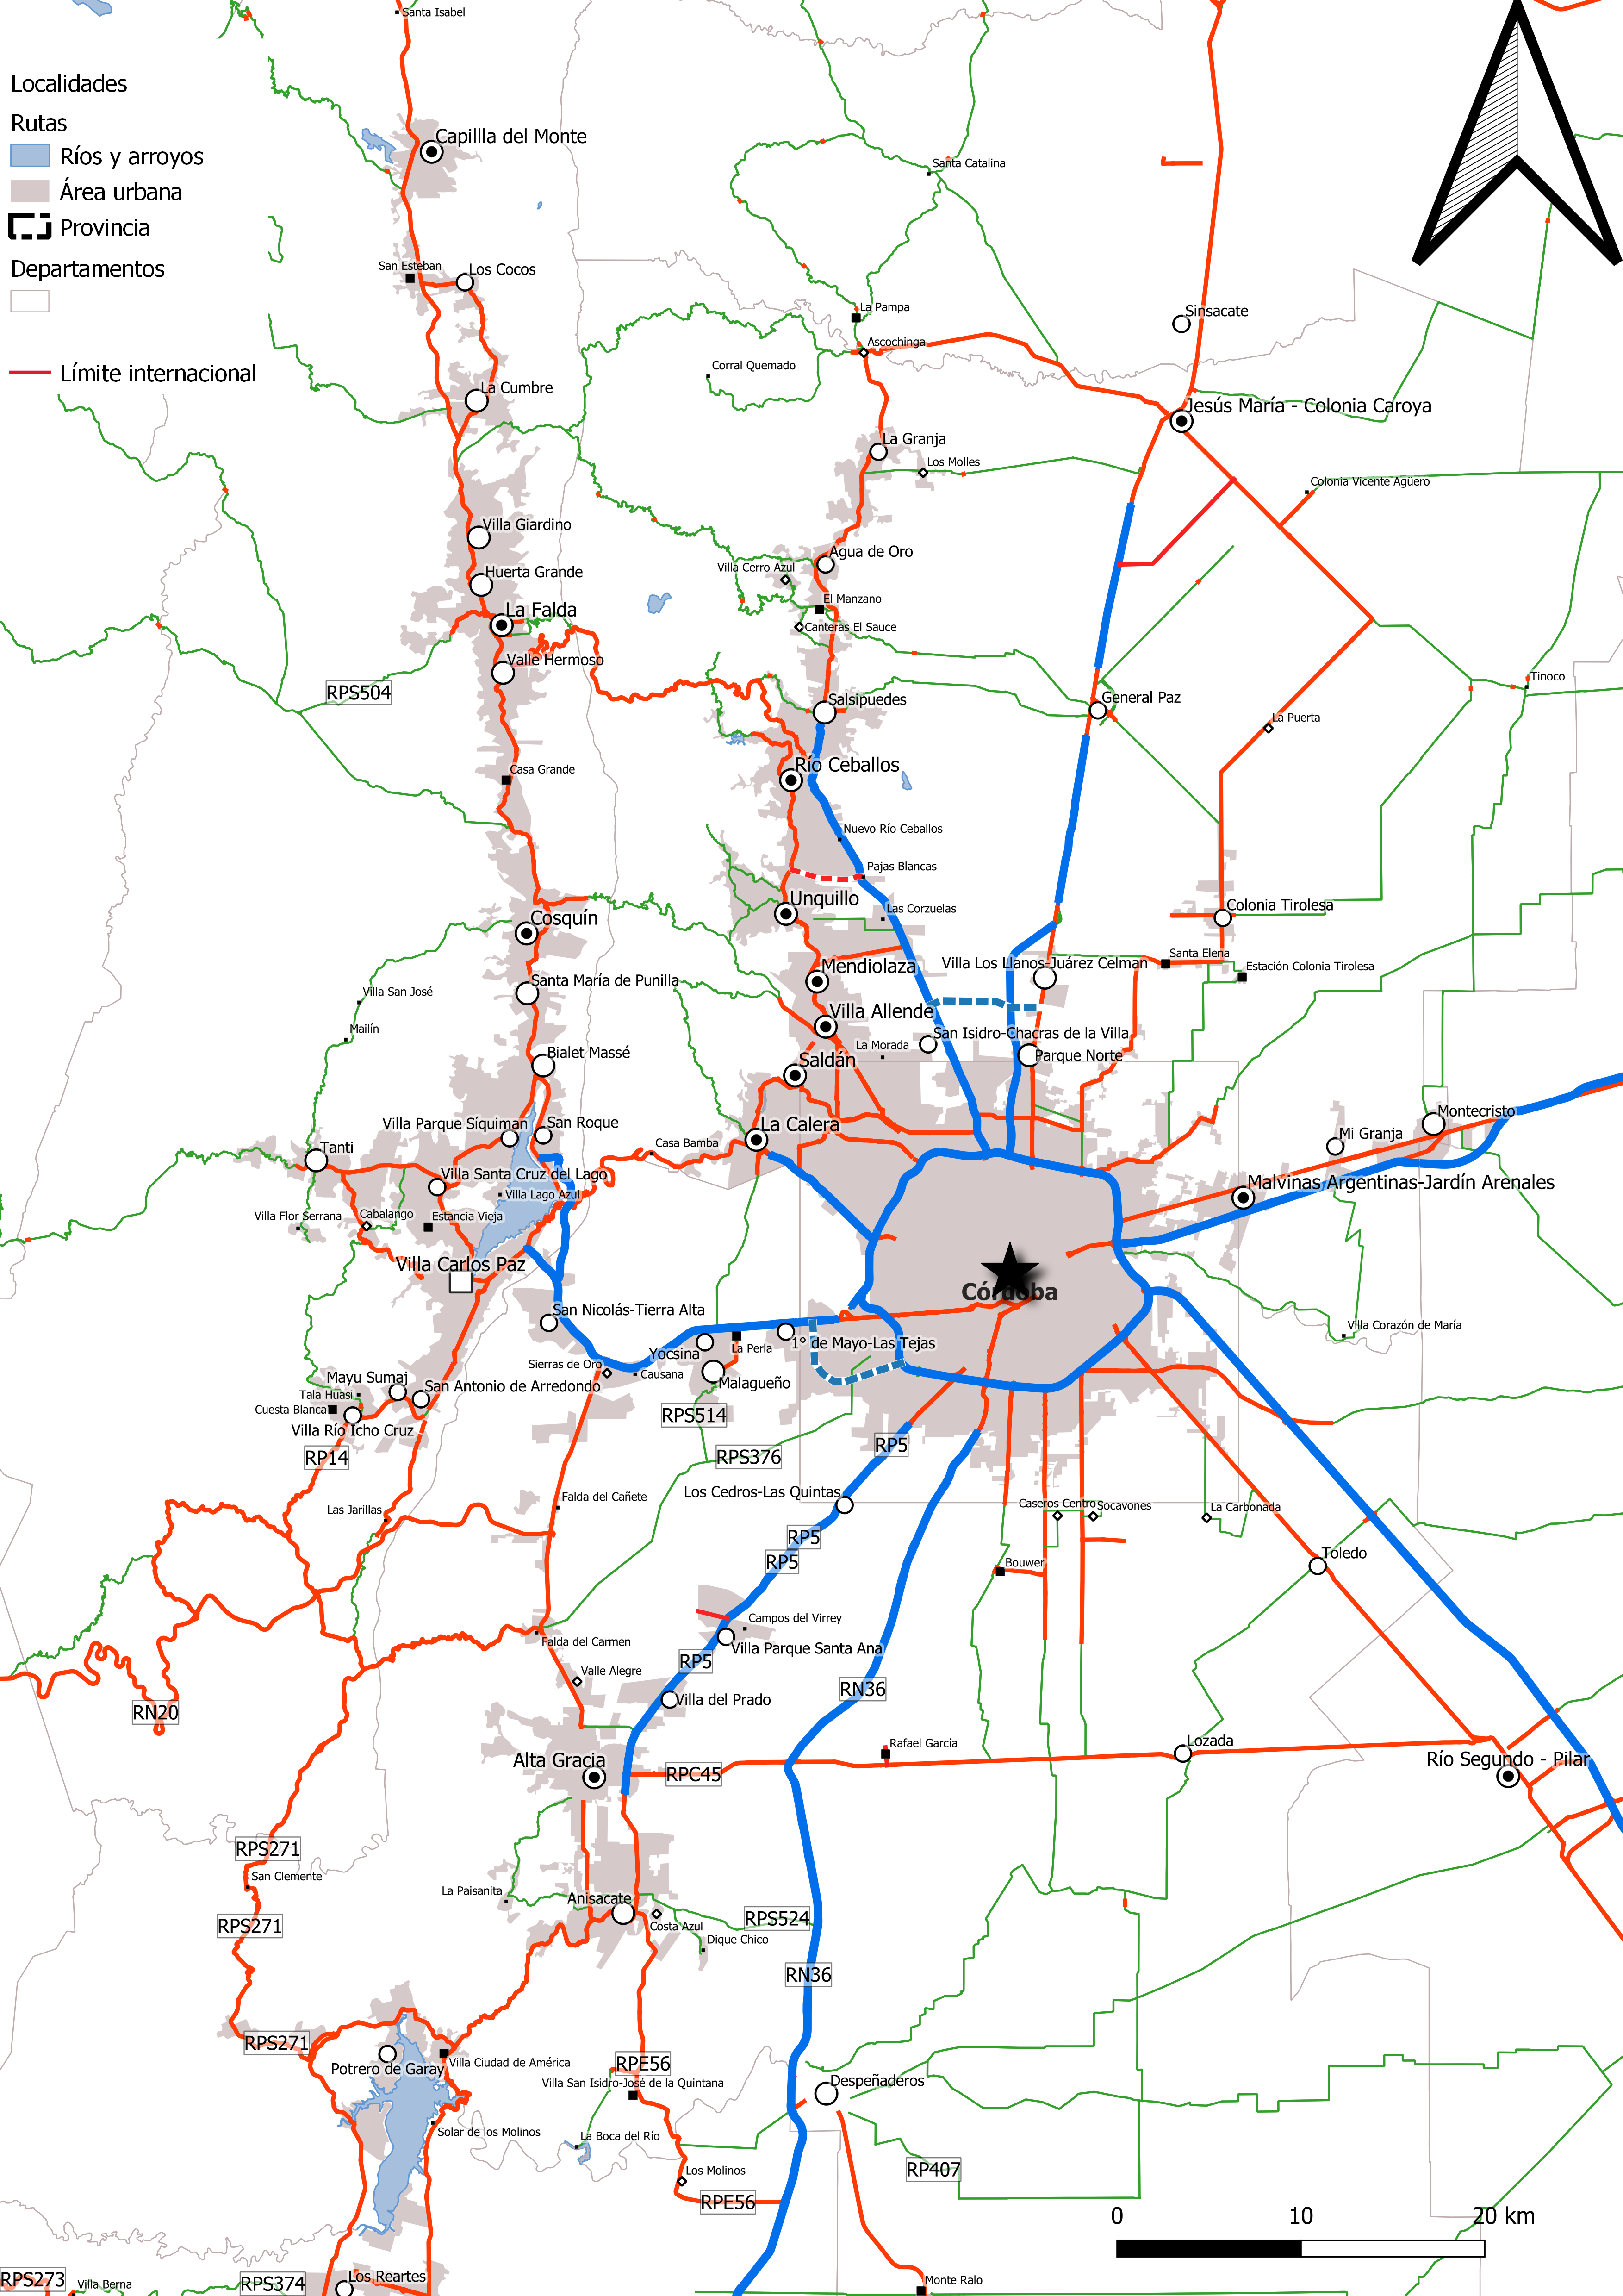 Santa Isabel
Localidades
Rutas
Ríos y arroyos
Área urbana
Provincia
Departamentos
Límite internacional
Capillla del Monte
Santa Catalina
San Esteban
Los Cocos
La Pampa
Sinsacate
Ascochinga
Corral Quemado
La Cumbre
Jesús María - Colonia Caroya
La Granja
Los Molles
Colonia Vicente Agüero
Villa Giardino
Agua de Oro
Villa Cerro Azul
Huerta Grande
El Manzano
La Falda
Canteras El Sauce
Valle Hermoso
Tinoco
RPS504
Salsipuedes
General Paz
La Puerta
Río Ceballos
Casa Grande
Nuevo Río Ceballos
Pajas Blancas
Unquillo
Las Corzuelas
Colonia Tirolesa
Cosquín
Santa Elena
Mendiolaza
Villa Los Llanos-Juárez Celman
Estación Colonia Tirolesa
Santa María de Punilla
Villa San José
Villa Allende
Mailín
San Isidro-Chacras de la Villa
La Morada
Bialet Massé
Parque Norte
Saldán
Montecristo
Villa Parque Síquiman
San Roque
La Calera
Mi Granja
Casa Bamba
Tanti
Villa Santa Cruz del Lago
Malvinas Argentinas-Jardín Arenales
Villa Lago Azul
Villa Flor Serrana
Cabalango
Estancia Vieja
Villa Carlos Paz
Córdoba
San Nicolás-Tierra Alta
Villa Corazón de María
1° de Mayo-Las Tejas
Yocsina
La Perla
Sierras de Oro
Causana
Mayu Sumaj
Malagueño
San Antonio de Arredondo
Tala Huasi
Cuesta Blanca
RPS514
Villa Río Icho Cruz
RP5
RP14
RPS376
Los Cedros-Las Quintas
Falda del Cañete
Caseros Centro
Socavones
La Carbonada
Las Jarillas
RP5
RP5
Toledo
Bouwer
Campos del Virrey
Falda del Carmen
Villa Parque Santa Ana
RP5
Valle Alegre
RN36
Villa del Prado
RN20
Lozada
Rafael García
Alta Gracia
Río Segundo - Pilar
RPC45
RPS271
San Clemente
La Paisanita
Anisacate
RPS524
RPS271
Costa Azul
Dique Chico
RN36
RPS271
Villa Ciudad de América
RPE56
Potrero de Garay
Villa San Isidro-José de la Quintana
Despeñaderos
Solar de los Molinos
La Boca del Río
RP407
Los Molinos
RPE56
0 10 20 km
Los Reartes
RPS273
Villa Berna
RPS374
Monte Ralo